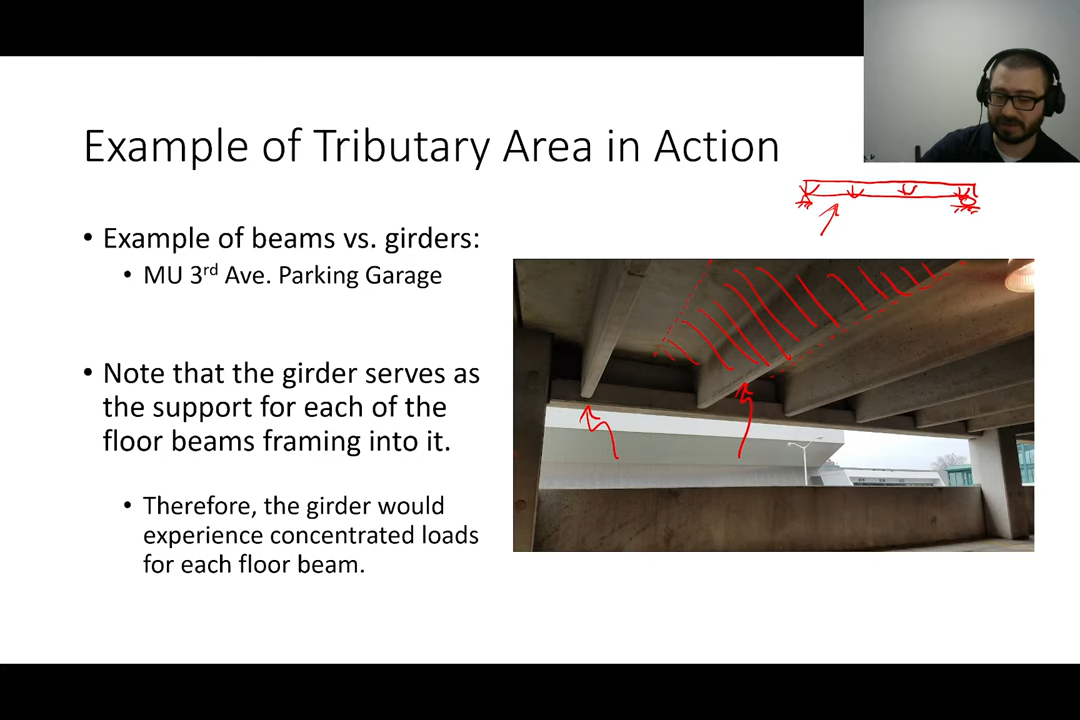 Example of Tributary Area in Action
• Example of beams vs. girders:
• MU 3rd Ave. Parking Garage
• Note that the girder serves as
the support for each of the
floor beams framing into it.
• Therefore, the girder would
experience concentrated loads
for each floor beam.